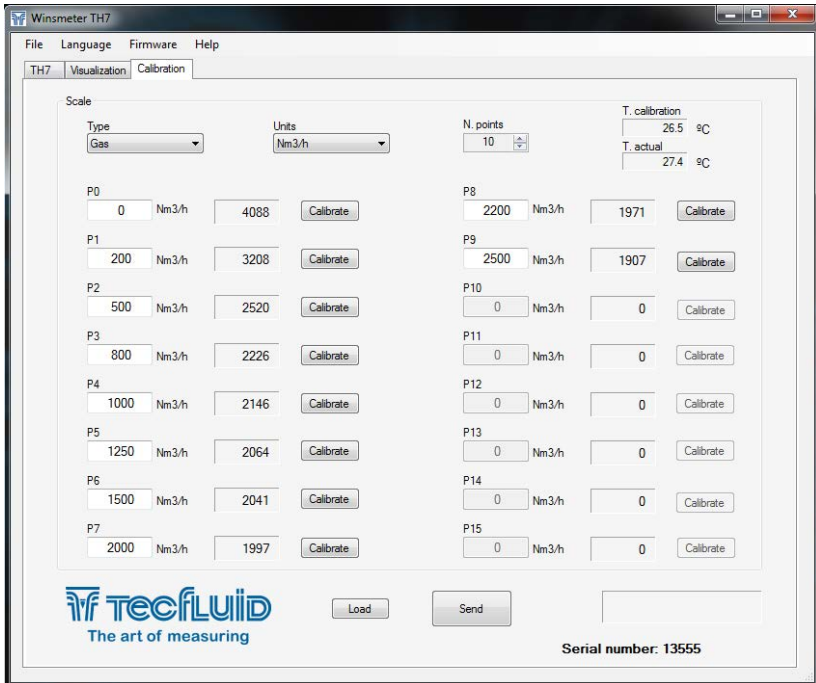 Winsmeter TH7
File Language Firmware Help
TH7 Visualization Calibration
Scale
Type Units N. points T. calibration
Gas Nm3/h 10 26.5 ºC
T. actual
27.4 ºC
P0 P8
0 Nm3/h 4088 Calibrate 2200 Nm3/h 1971 Calibrate
P1 P9
200 Nm3/h 3208 Calibrate 2500 Nm3/h 1907 Calibrate
P2 P10
500 Nm3/h 2520 Calibrate 0 Nm3/h 0 Calibrate
P3 P11
800 Nm3/h 2226 Calibrate 0 Nm3/h 0 Calibrate
P4 P12
1000 Nm3/h 2146 Calibrate 0 Nm3/h 0 Calibrate
P5 P13
1250 Nm3/h 2064 Calibrate 0 Nm3/h 0 Calibrate
P6 P14
1500 Nm3/h 2041 Calibrate 0 Nm3/h 0 Calibrate
P7 P15
2000 Nm3/h 1997 Calibrate 0 Nm3/h 0 Calibrate
Tecfluid Load Send
The art of measuring
Serial number: 13555